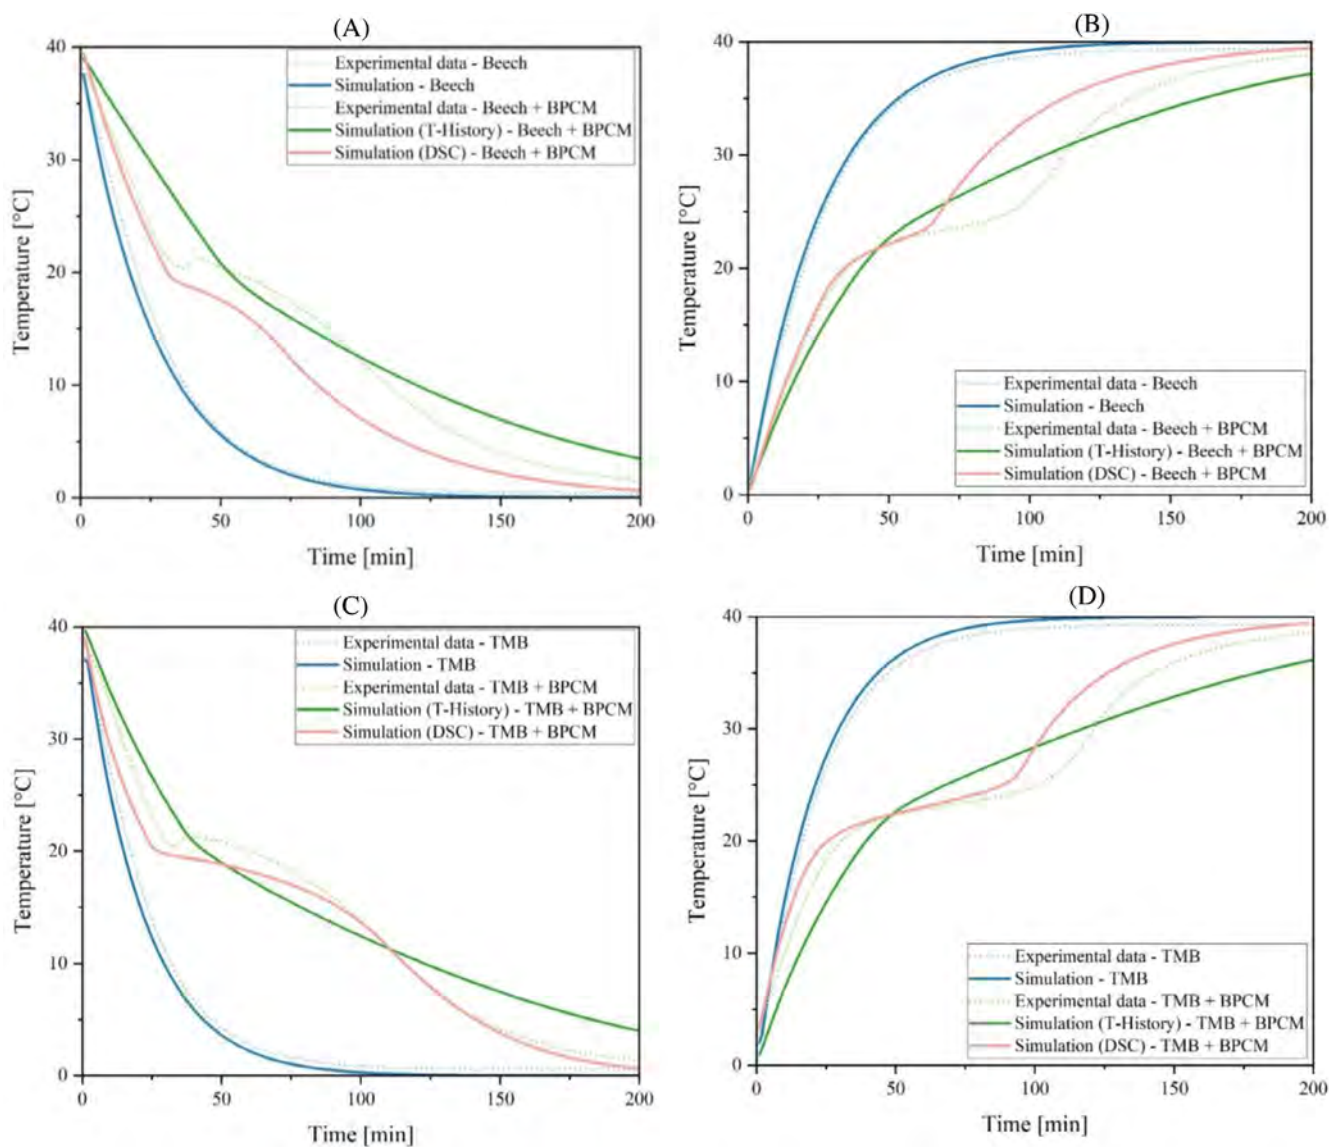 (A)
40
30
20
10
0
Temperature [°C]
Experimental data - Beech
Simulation - Beech
Experimental data - Beech + BPCM
Simulation (T-History) - Beech + BPCM
Simulation (DSC) - Beech + BPCM
0 50 100 150 200
Time [min]
(B)
40
30
20
10
0
Temperature [°C]
Experimental data - Beech
Simulation - Beech
Experimental data - Beech + BPCM
Simulation (T-History) - Beech + BPCM
Simulation (DSC) - Beech + BPCM
0 50 100 150 200
Time [min]
(C)
40
30
20
10
0
Temperature [°C]
Experimental data - TMB
Simulation - TMB
Experimental data - TMB + BPCM
Simulation (T-History) - TMB + BPCM
Simulation (DSC) - TMB + BPCM
0 50 100 150 200
Time [min]
(D)
40
30
20
10
0
Temperature [°C]
Experimental data - TMB
Simulation - TMB
Experimental data - TMB + BPCM
Simulation (T-History) - TMB + BPCM
Simulation (DSC) - TMB + BPCM
0 50 100 150 200
Time [min]